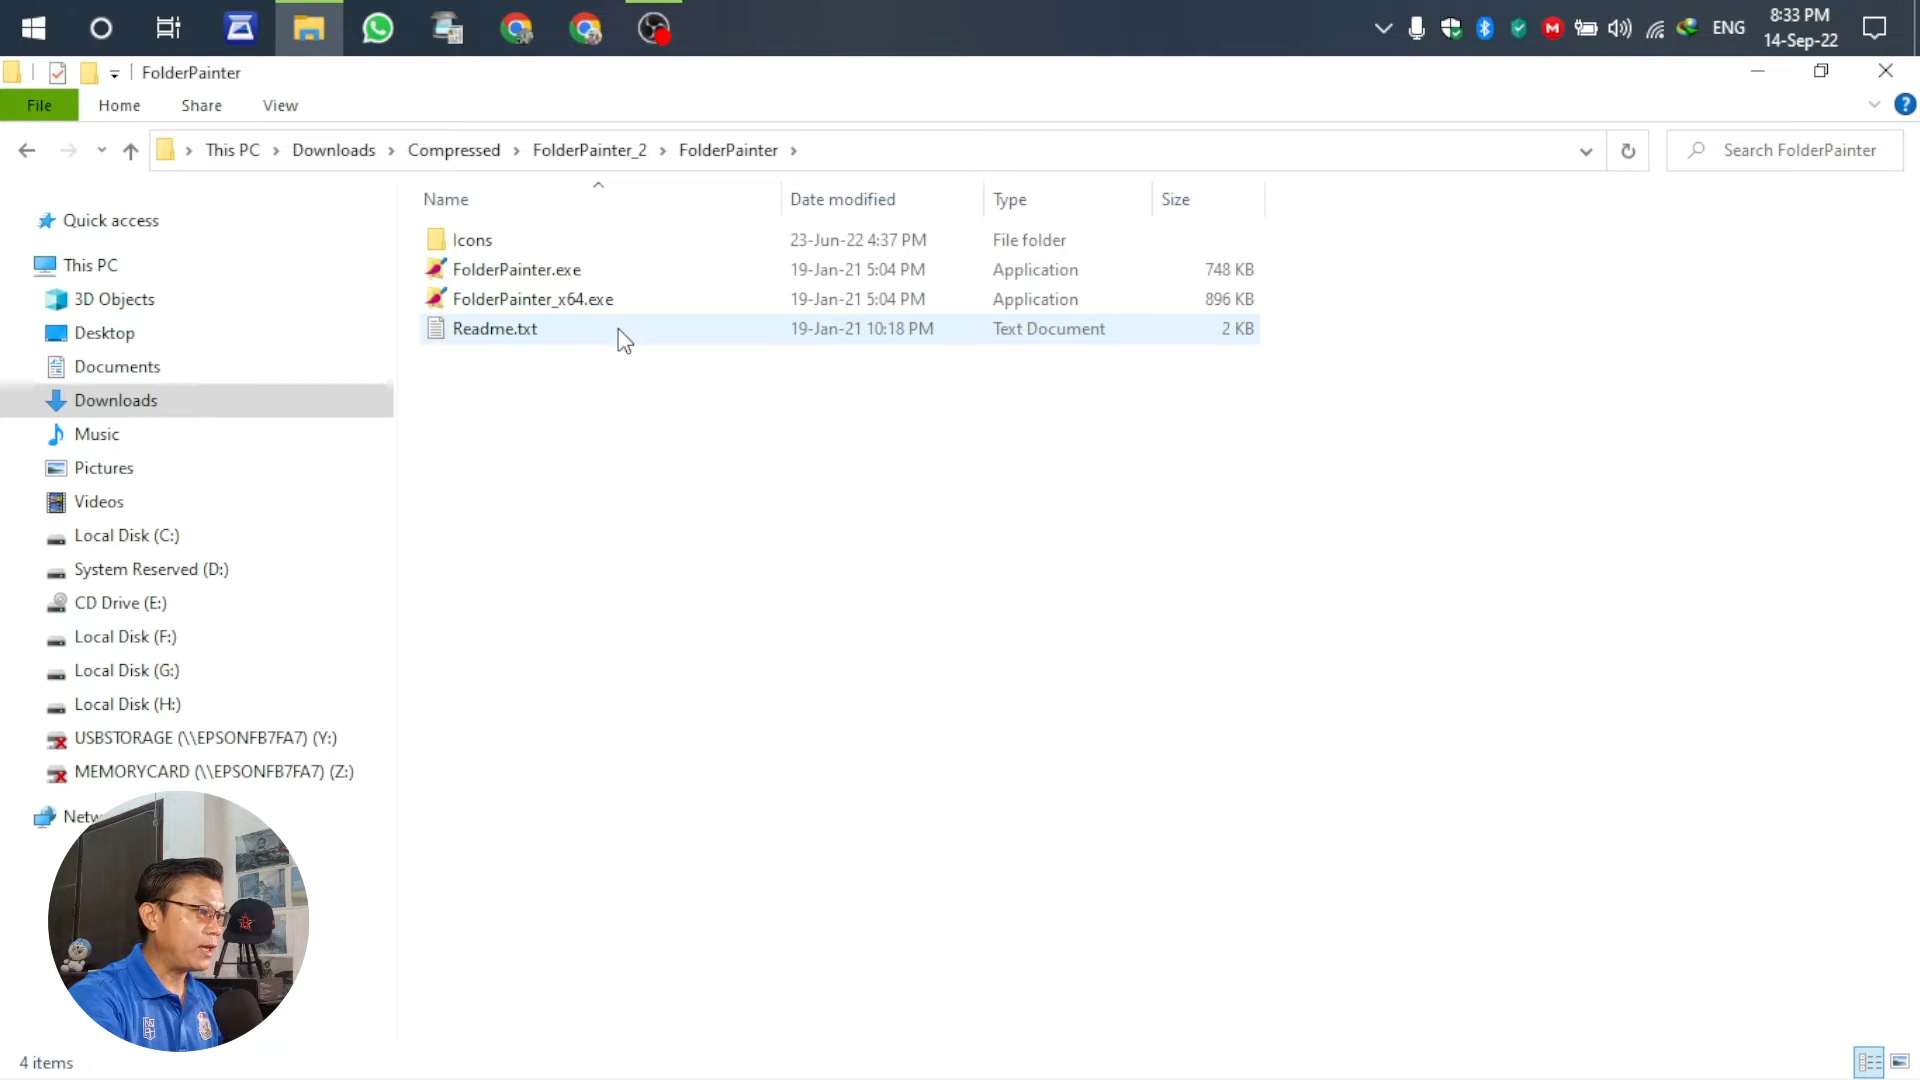 ENG
8:33 PM
14-Sep-22
FolderPainter
File Home Share View
This PC Downloads Compressed FolderPainter_2 FolderPainter
Search FolderPainter
Name Date modified Type Size
Quick access
This PC
3D Objects
Desktop
Documents
Downloads
Music
Pictures
Videos
Local Disk (C:)
System Reserved (D:)
CD Drive (E:)
Local Disk (F:)
Local Disk (G:)
Local Disk (H:)
USBSTORAGE (\\EPSONFB7FA7) (Y:)
MEMORYCARD (\\EPSONFB7FA7) (Z:)
Netw
Icons 23-Jun-22 4:37 PM File folder
FolderPainter.exe 19-Jan-21 5:04 PM Application 748 KB
FolderPainter_x64.exe 19-Jan-21 5:04 PM Application 896 KB
Readme.txt 19-Jan-21 10:18 PM Text Document 2 KB
4 items